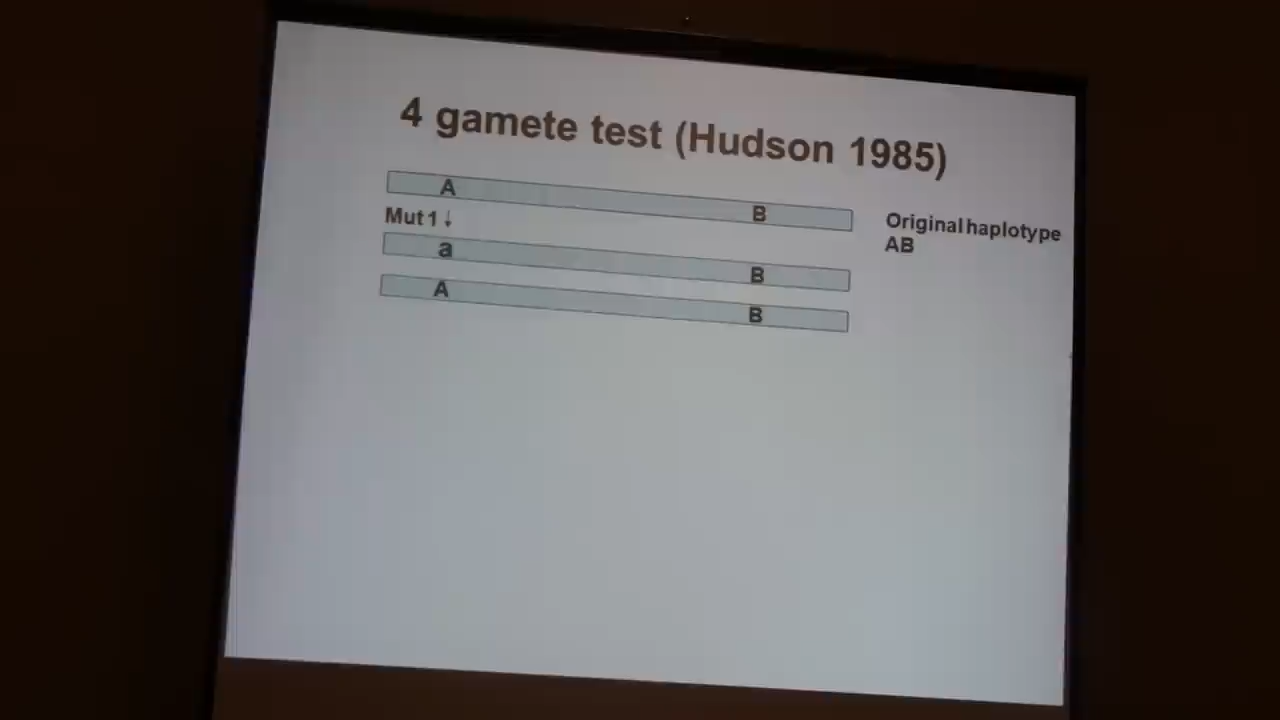 4 gamete test (Hudson 1985)
A B
Original haplotype
AB
Mut 1 ↓
a B
A B